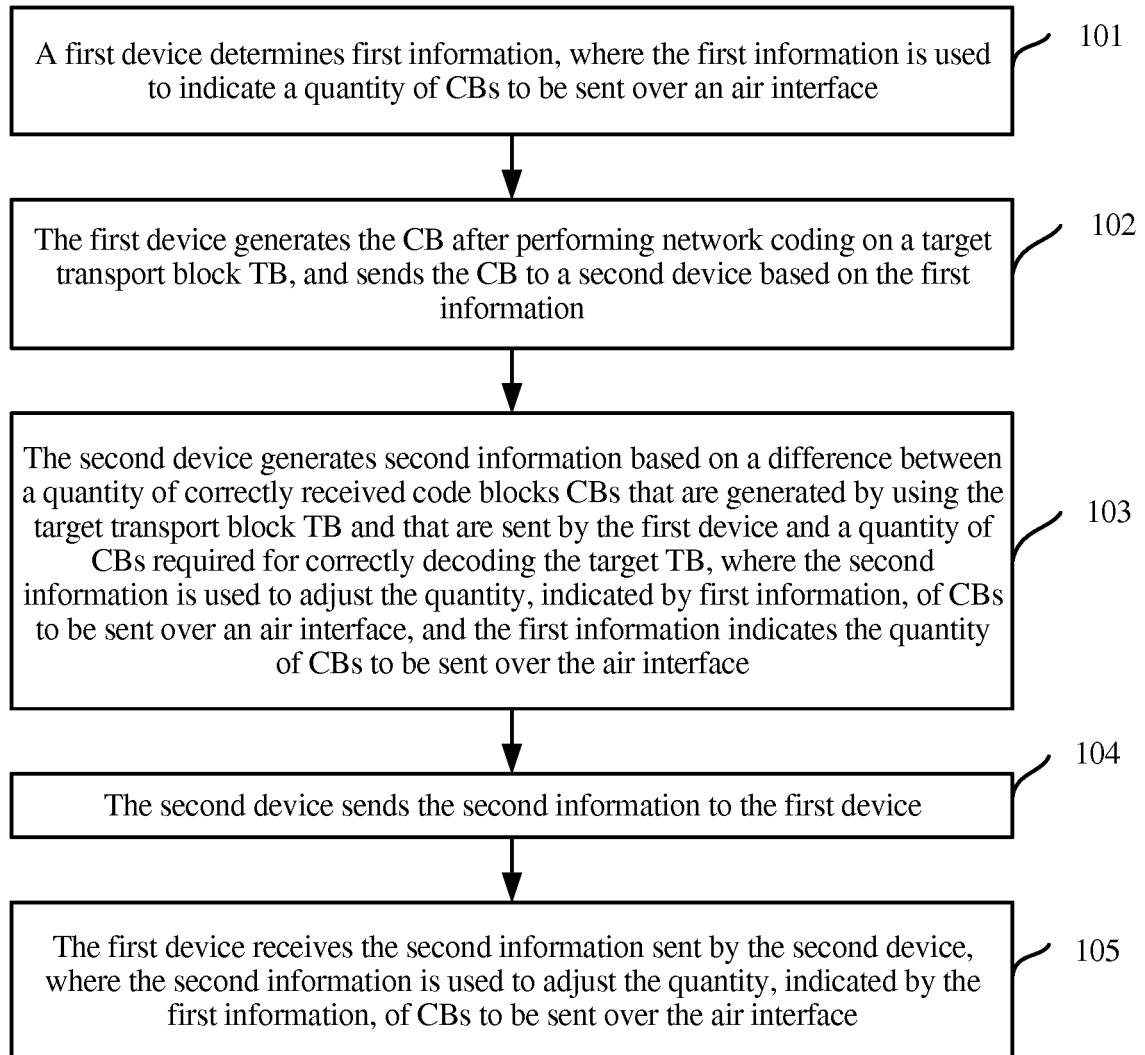 A first device determines first information, where the first information is used
to indicate a quantity of CBs to be sent over an air interface
101
The first device generates the CB after performing network coding on a target
transport block TB, and sends the CB to a second device based on the first
information
102
The second device generates second information based on a difference between
a quantity of correctly received code blocks CBs that are generated by using the
target transport block TB and that are sent by the first device and a quantity of
CBs required for correctly decoding the target TB, where the second
information is used to adjust the quantity, indicated by first information, of CBs
to be sent over an air interface, and the first information indicates the quantity
of CBs to be sent over the air interface
103
The second device sends the second information to the first device
104
The first device receives the second information sent by the second device,
where the second information is used to adjust the quantity, indicated by the
first information, of CBs to be sent over the air interface
105